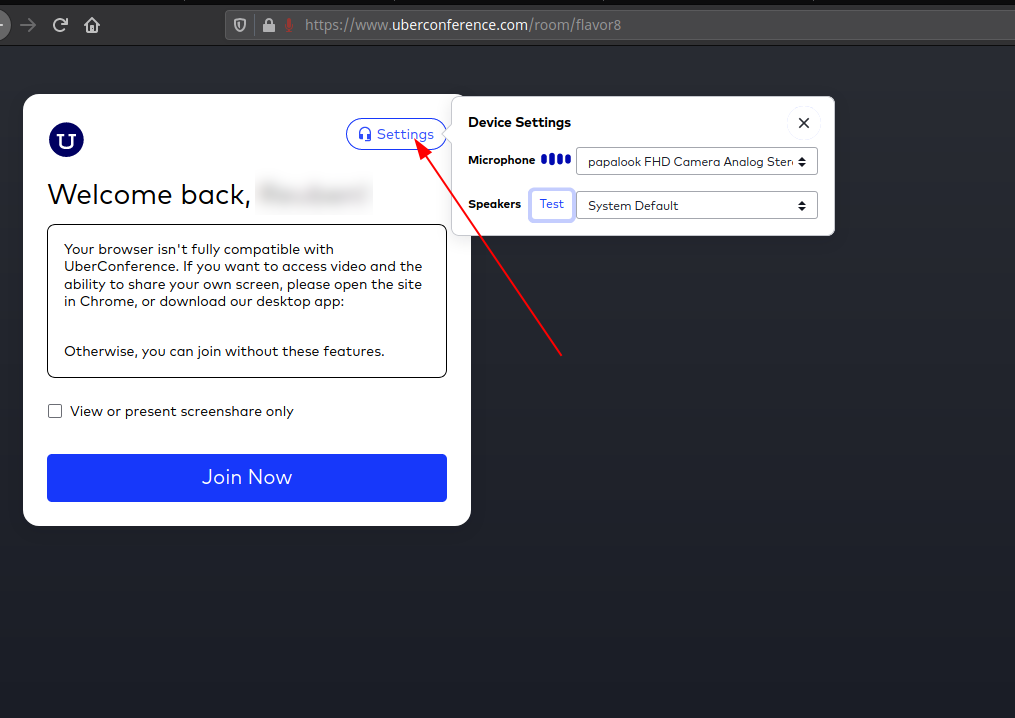 https://www.uberconference.com/room/flavor8
U
Settings
Welcome back,
Your browser isn't fully compatible with
UberConference. If you want to access video and the
ability to share your own screen, please open the site
in Chrome, or download our desktop app:
Otherwise, you can join without these features.
View or present screenshare only
Join Now
Device Settings
Microphone papalook FHD Camera Analog Ster
Speakers Test System Default